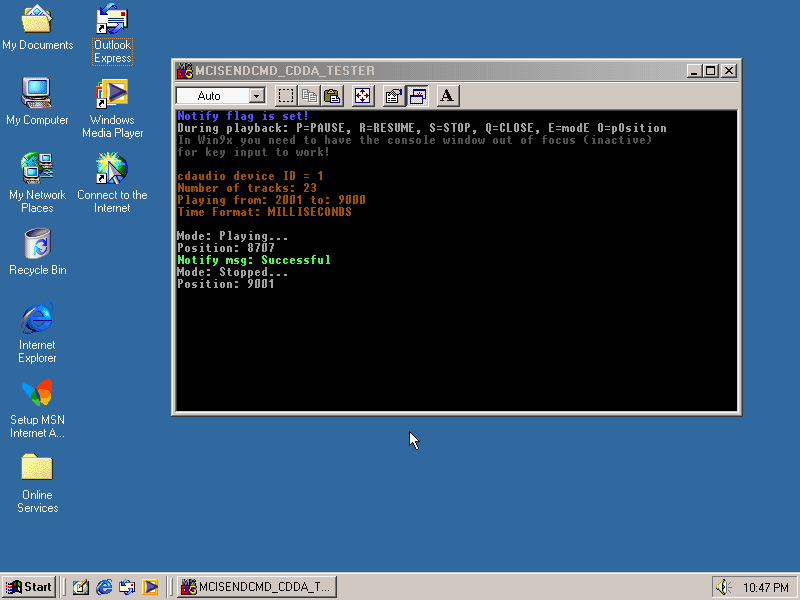 My Documents
Outlook
Express
My Computer
Windows
Media Player
My Network
Places
Connect to the
Internet
Recycle Bin
Internet
Explorer
Setup MSN
Internet A...
Online
Services
MCISENDCMD_CDDA_TESTER
Auto
A
Notify flag is set!
During playback: P=PAUSE, R=RESUME, S=STOP, Q=CLOSE, E=modE O=pOsition
In Win9x you need to have the console window out of focus (inactive)
for key input to work!
cdaudio device ID = 1
Number of tracks: 23
Playing from: 2001 to: 9000
Time Format: MILLISECONDS
Mode: Playing...
Position: 8707
Notify msg: Successful
Mode: Stopped...
Position: 9001
Start
MCISENDCMD_CDDA_T...
10:47 PM